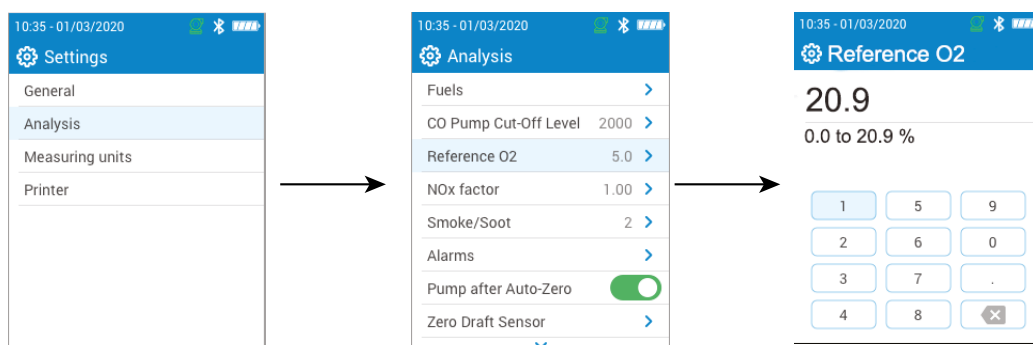 10:35 - 01/03/2020
Settings
General
Analysis
Measuring units
Printer
10:35 - 01/03/2020
Analysis
Fuels
CO Pump Cut-Off Level 2000
Reference O2 5.0
NOx factor 1.00
Smoke/Soot 2
Alarms
Pump after Auto-Zero
Zero Draft Sensor
10:35 - 01/03/2020
Reference O2
20.9
0.0 to 20.9 %
1 5 9
2 6 0
3 7 .
4 8